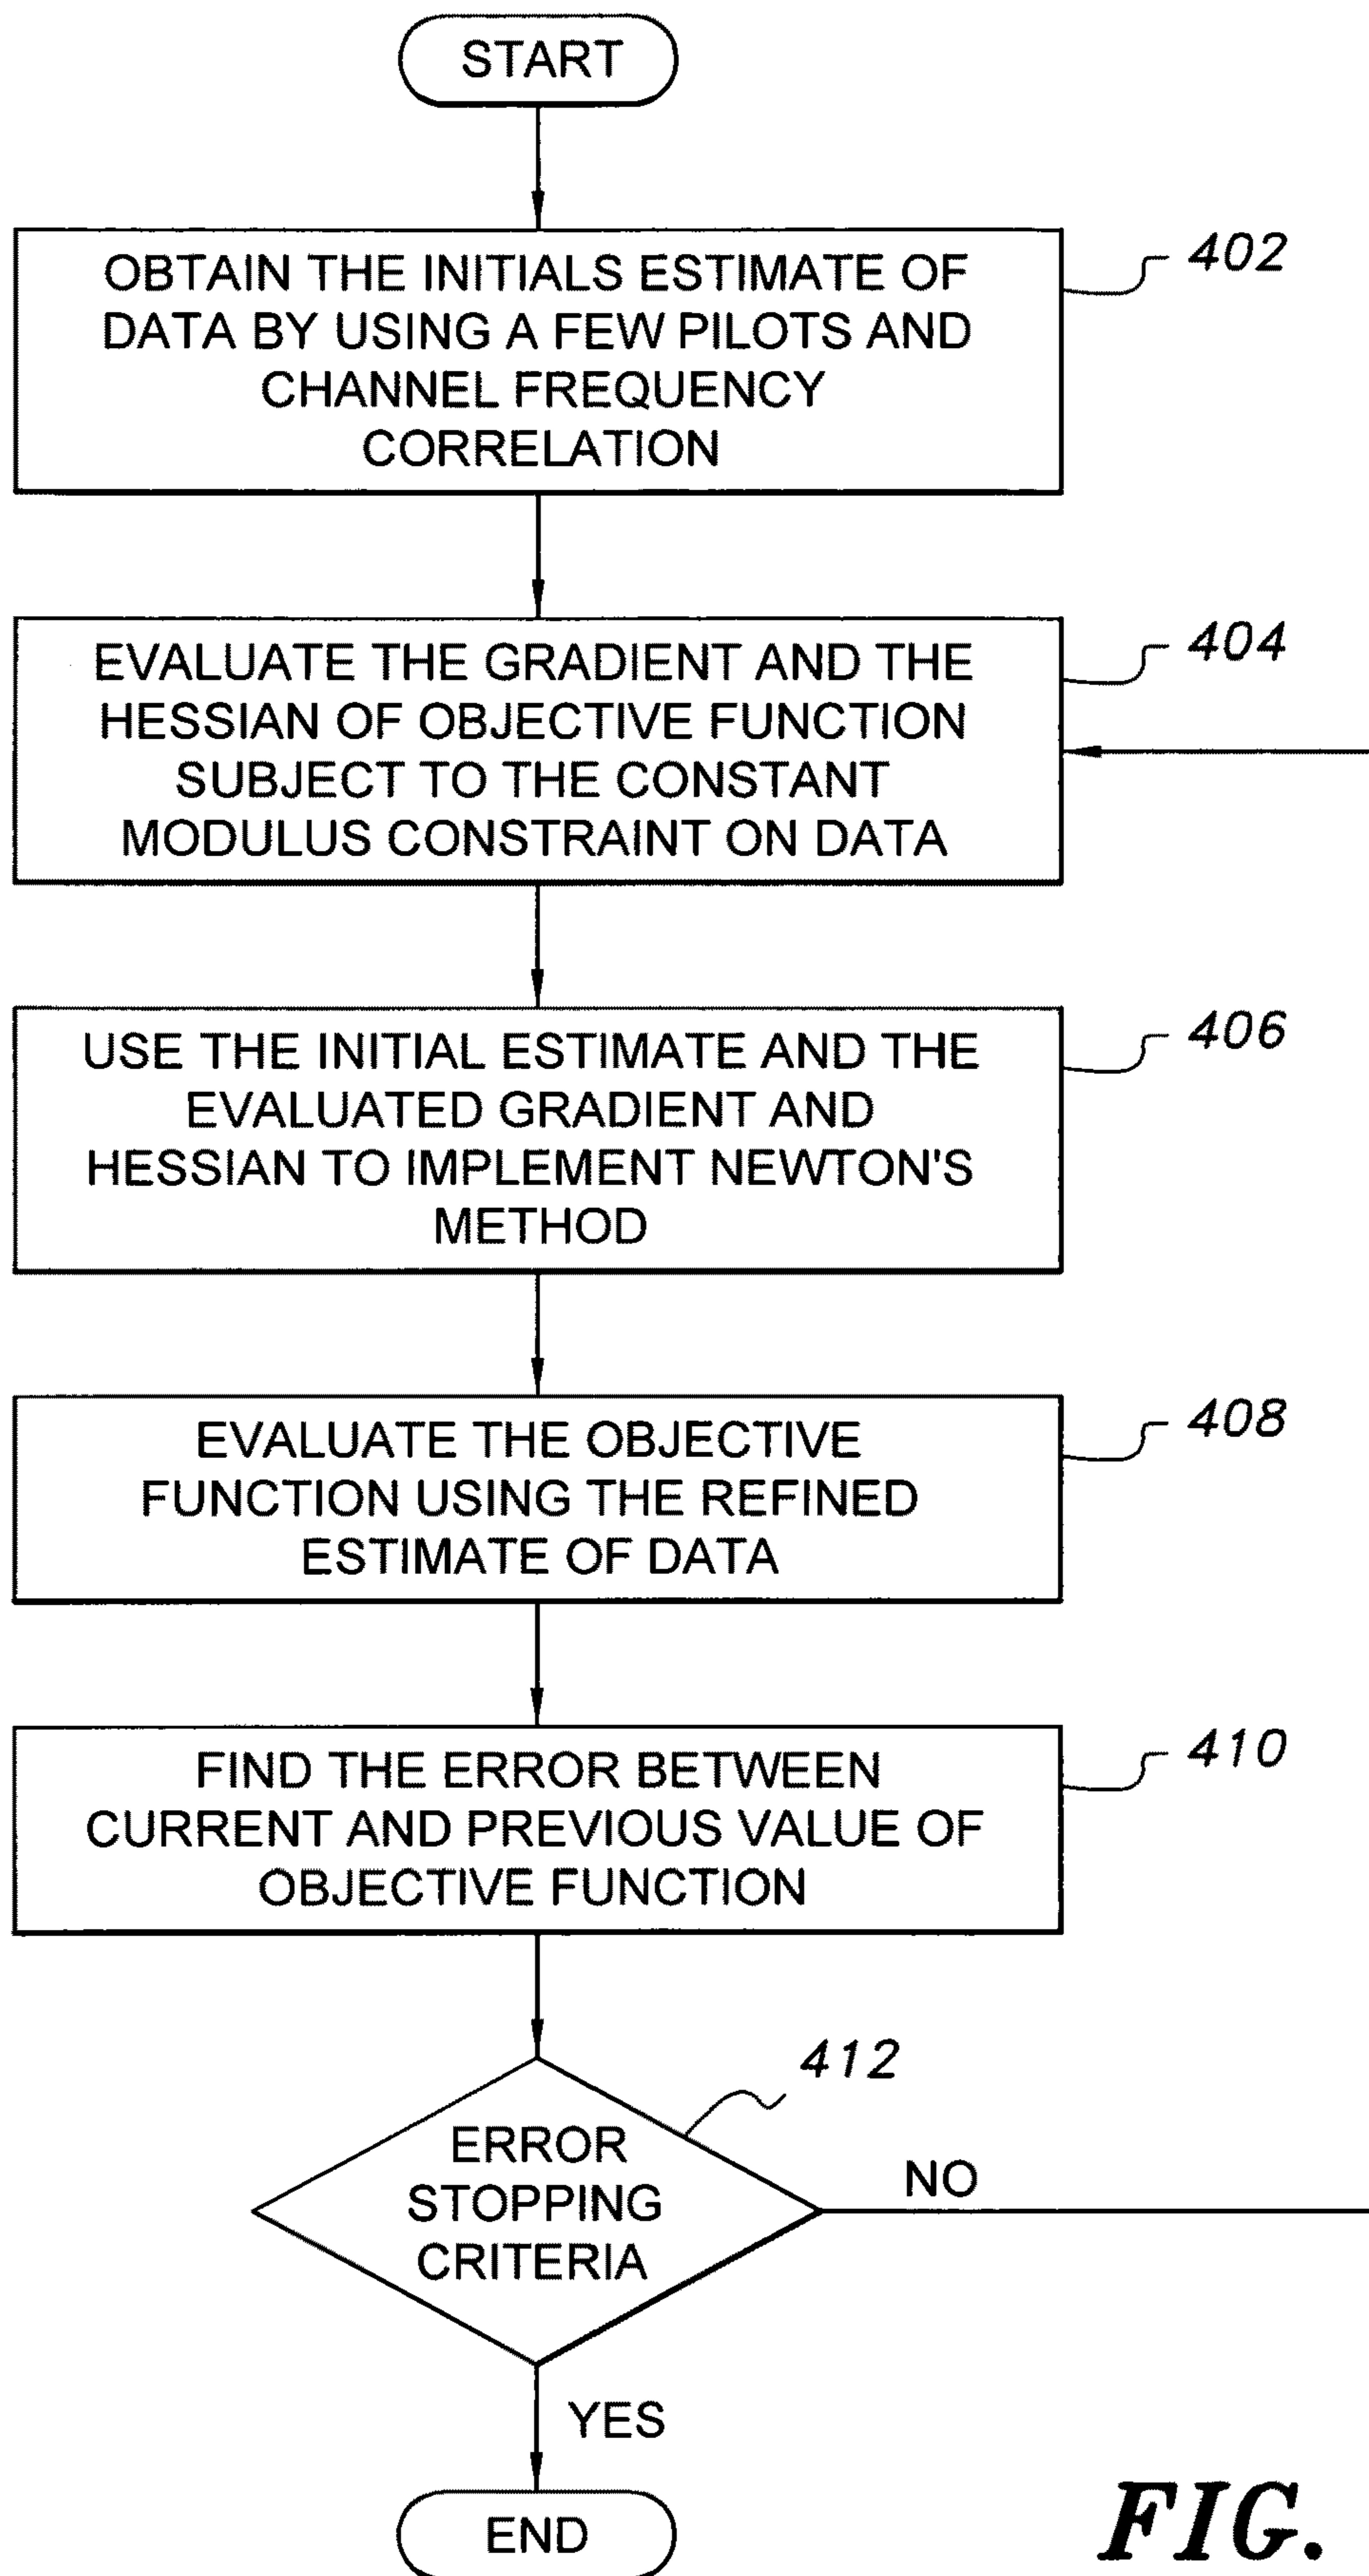 START
OBTAIN THE INITIALS ESTIMATE OF
DATA BY USING A FEW PILOTS AND
CHANNEL FREQUENCY
CORRELATION
402
EVALUATE THE GRADIENT AND THE
HESSIAN OF OBJECTIVE FUNCTION
SUBJECT TO THE CONSTANT
MODULUS CONSTRAINT ON DATA
404
USE THE INITIAL ESTIMATE AND THE
EVALUATED GRADIENT AND
HESSIAN TO IMPLEMENT NEWTON'S
METHOD
406
EVALUATE THE OBJECTIVE
FUNCTION USING THE REFINED
ESTIMATE OF DATA
408
FIND THE ERROR BETWEEN
CURRENT AND PREVIOUS VALUE OF
OBJECTIVE FUNCTION
410
412
ERROR
STOPPING
CRITERIA
NO
YES
END
FIG.